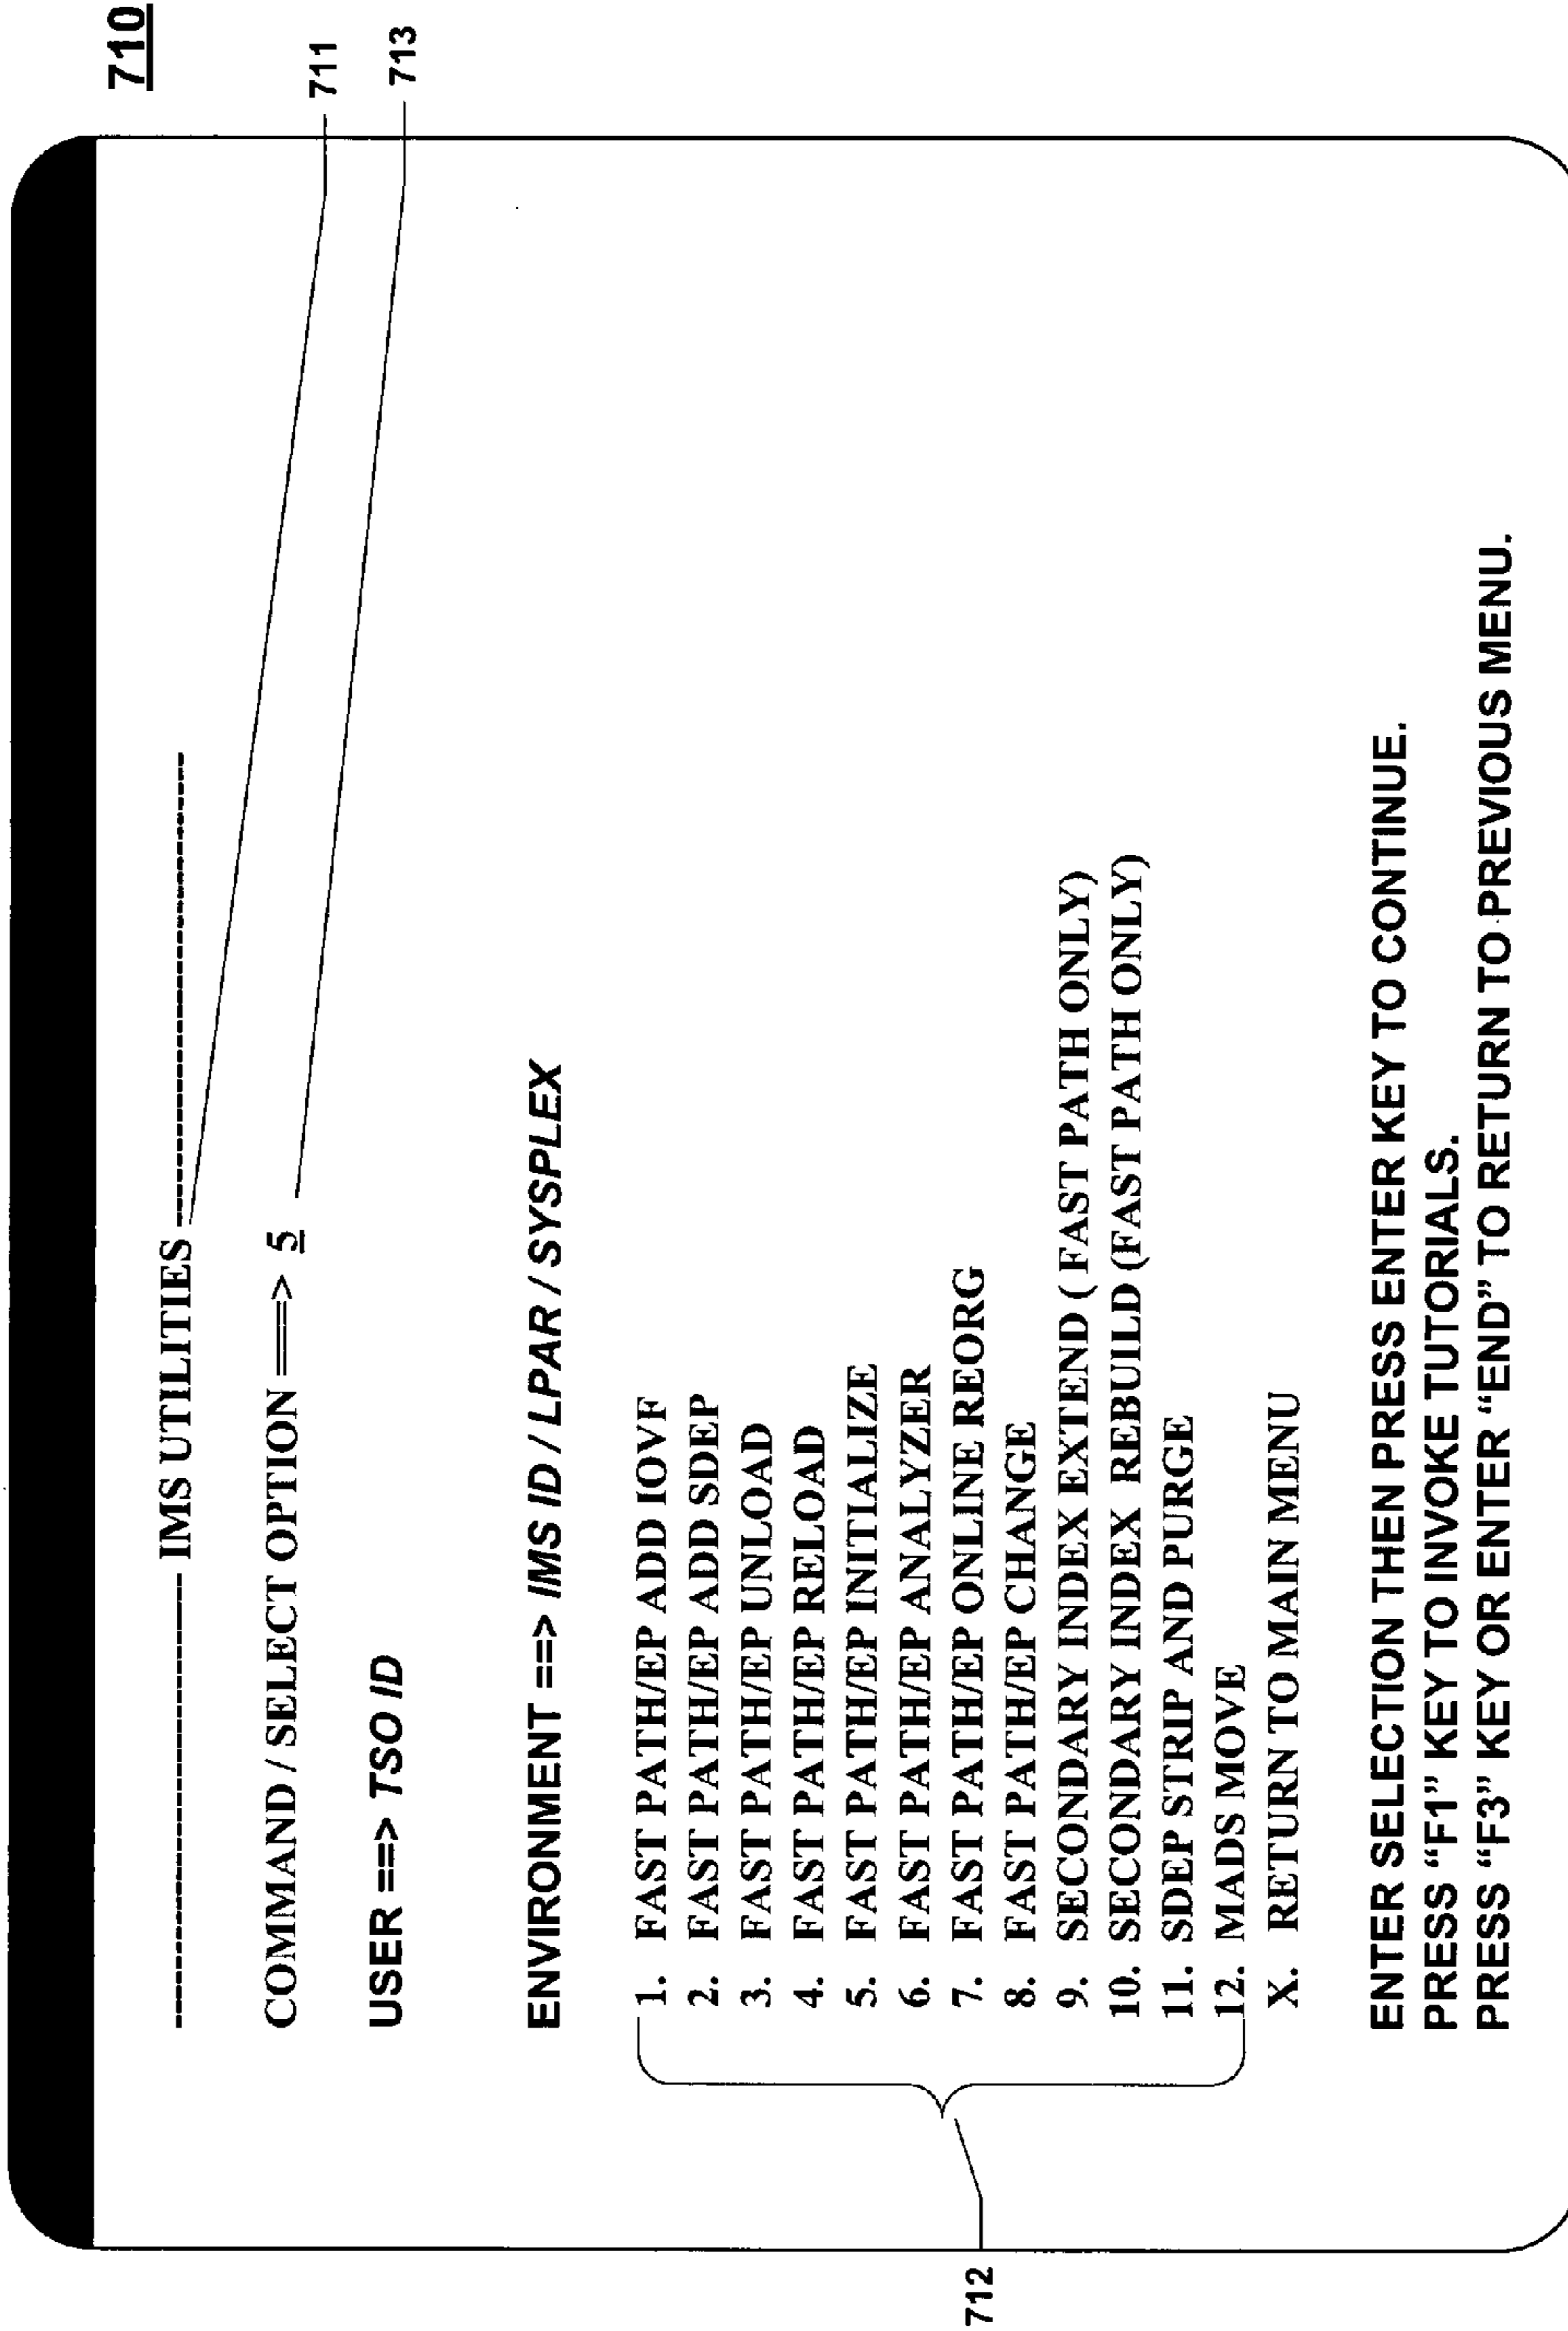 710
---------------------- IMS UTILITIES ----------------------
711
COMMAND / SELECT OPTION ===> 5
713
USER ==> TSO ID
ENVIRONMENT ==> IMS ID / LPAR / SYSPLEX
712
1. FAST PATH/EP ADD IOVF
2. FAST PATH/EP ADD SDEP
3. FAST PATH/EP UNLOAD
4. FAST PATH/EP RELOAD
5. FAST PATH/EP INITIALIZE
6. FAST PATH/EP ANALYZER
7. FAST PATH/EP ONLINE REORG
8. FAST PATH/EP CHANGE
9. SECONDARY INDEX EXTEND ( FAST PATH ONLY)
10. SECONDARY INDEX REBUILD (FAST PATH ONLY)
11. SDEP STRIP AND PURGE
12. MADS MOVE
X. RETURN TO MAIN MENU
ENTER SELECTION THEN PRESS ENTER KEY TO CONTINUE.
PRESS “F1” KEY TO INVOKE TUTORIALS.
PRESS “F3” KEY OR ENTER “END” TO RETURN TO PREVIOUS MENU.